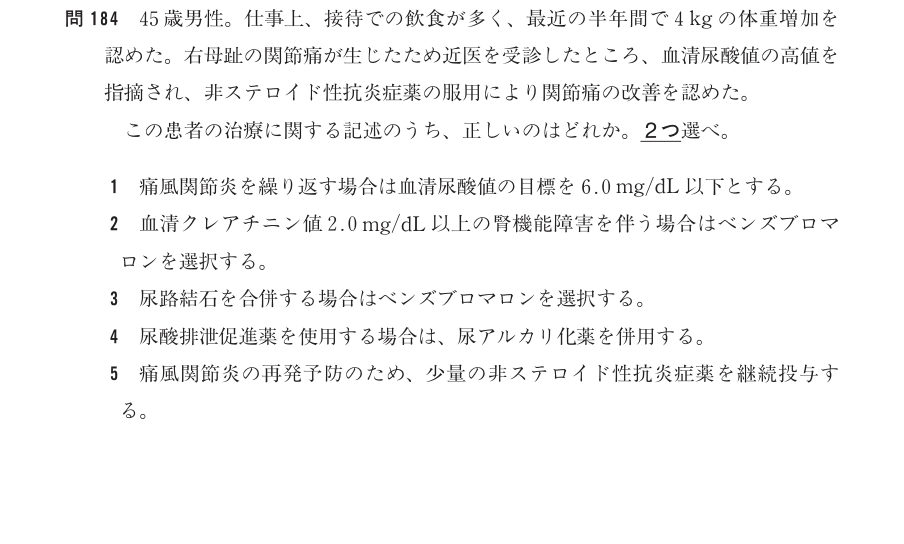 問184 45歳男性。仕事上、接待での飲食が多く、最近の半年間で4kgの体重増加を
認めた。右母趾の関節痛が生じたため近医を受診したところ、血清尿酸値の高値を
指摘され、非ステロイド性抗炎症薬の服用により関節痛の改善を認めた。
この患者の治療に関する記述のうち、正しいのはどれか。2つ選べ。
1 痛風関節炎を繰り返す場合は血清尿酸値の目標を6.0mg/dL以下とする。
2 血清クレアチニン値2.0mg/dL以上の腎機能障害を伴う場合はベンズブロマ
ロンを選択する。
3 尿路結石を合併する場合はベンズブロマロンを選択する。
4 尿酸排泄促進薬を使用する場合は、尿アルカリ化薬を併用する。
5 痛風関節炎の再発予防のため、少量の非ステロイド性抗炎症薬を継続投与す
る。